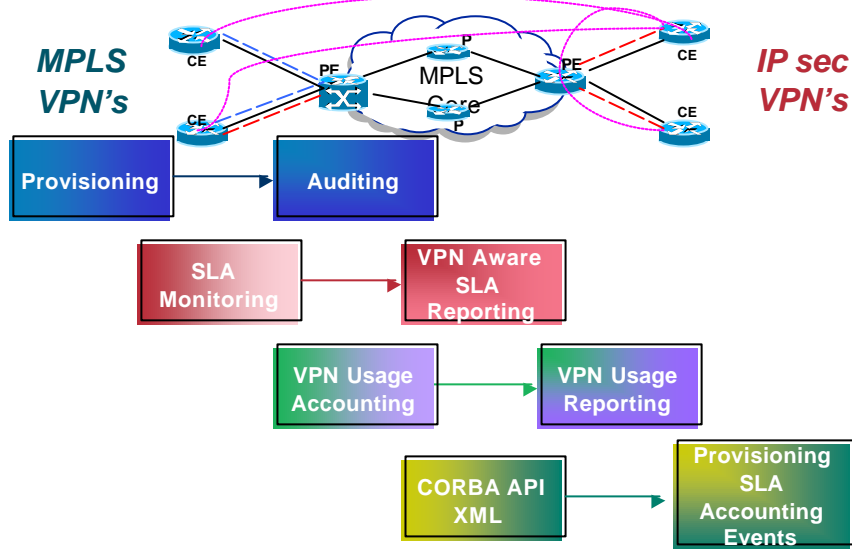 MPLS
VPN's
CE
CE
PE
P
MPLS
Core
P
PE
CE
CE
IP sec
VPN's
Provisioning
Auditing
SLA
Monitoring
VPN Aware
SLA
Reporting
VPN Usage
Accounting
VPN Usage
Reporting
CORBA API
XML
Provisioning
SLA
Accounting
Events